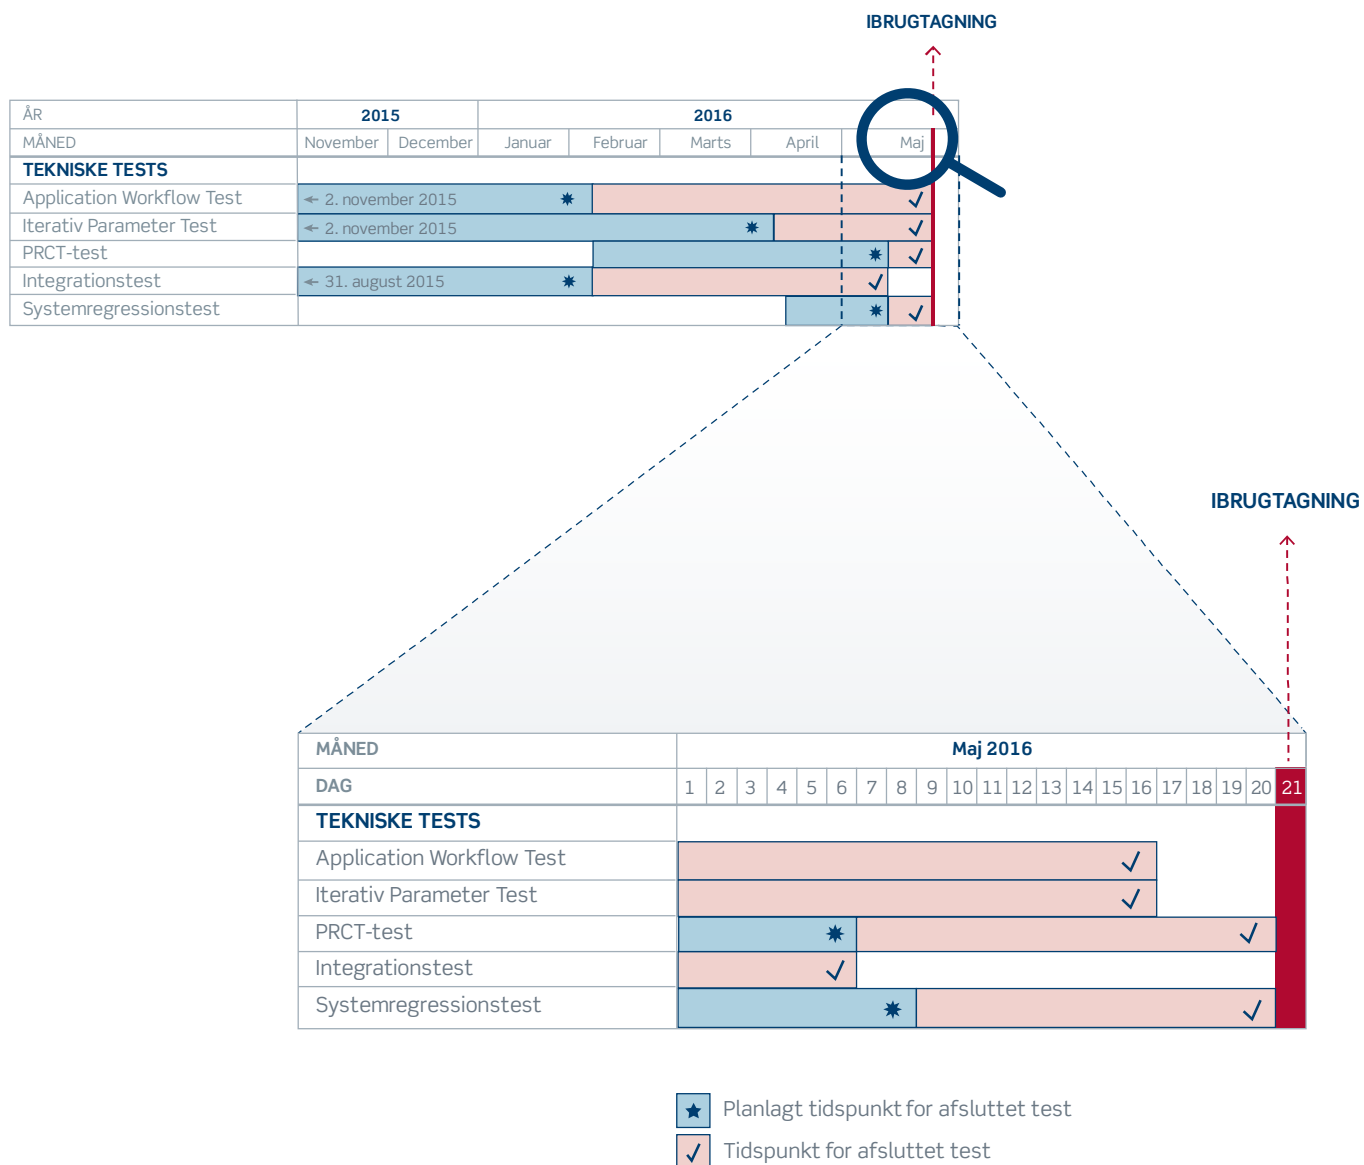 IBRUGTAGNING
ÅR 2015 2016
MÅNED November December Januar Februar Marts April Maj
TEKNISKE TESTS
Application Workflow Test 2. november 2015
Iterativ Parameter Test 2. november 2015
PRCT-test
Integrationstest 31. august 2015
Systemregressionstest
IBRUGTAGNING
MÅNED Maj 2016
DAG 1 2 3 4 5 6 7 8 9 10 11 12 13 14 15 16 17 18 19 20 21
TEKNISKE TESTS
Application Workflow Test
Iterativ Parameter Test
PRCT-test
Integrationstest
Systemregressionstest
Planlagt tidspunkt for afsluttet test
Tidspunkt for afsluttet test